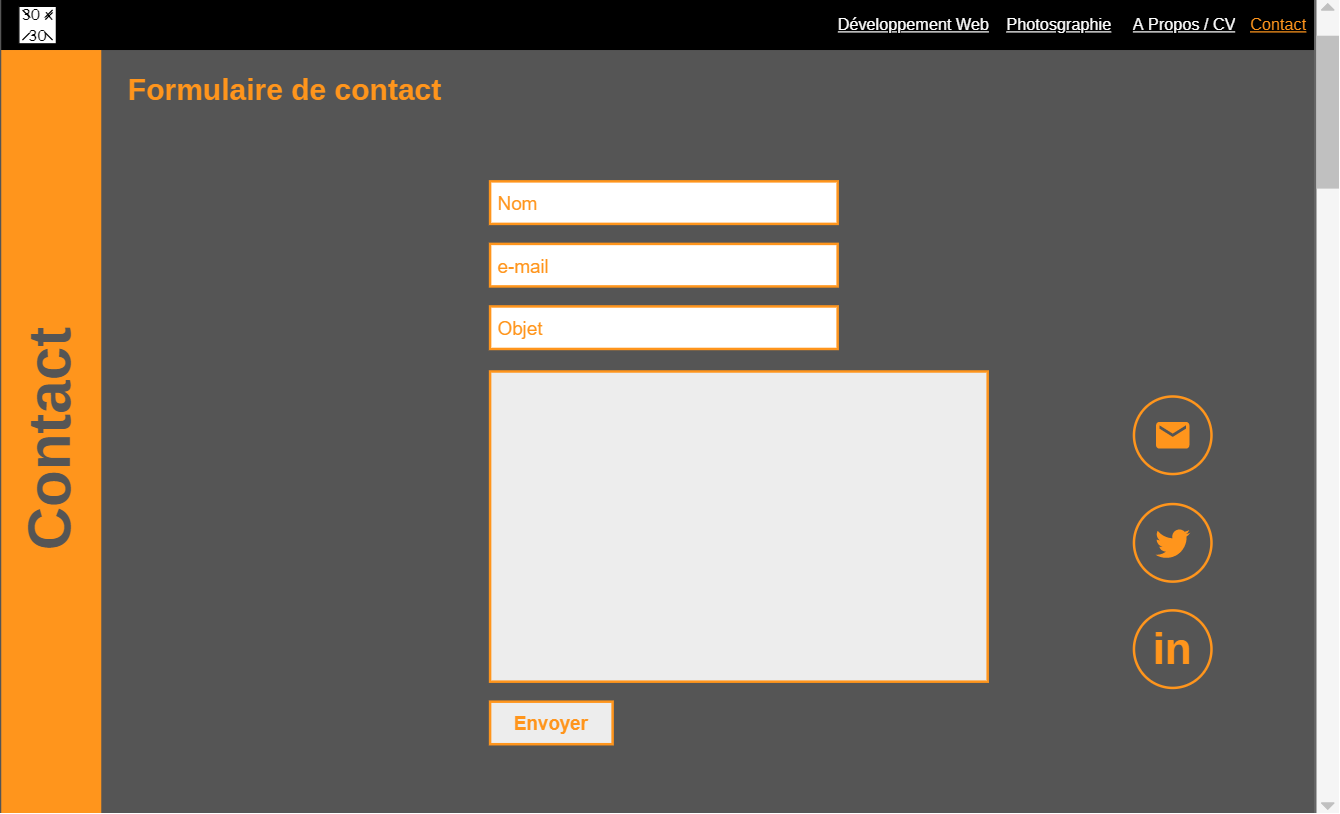 30 x
30
Développement Web Photosgraphie A Propos / CV Contact
Formulaire de contact
Contact
Nom
e-mail
Objet
in
Envoyer